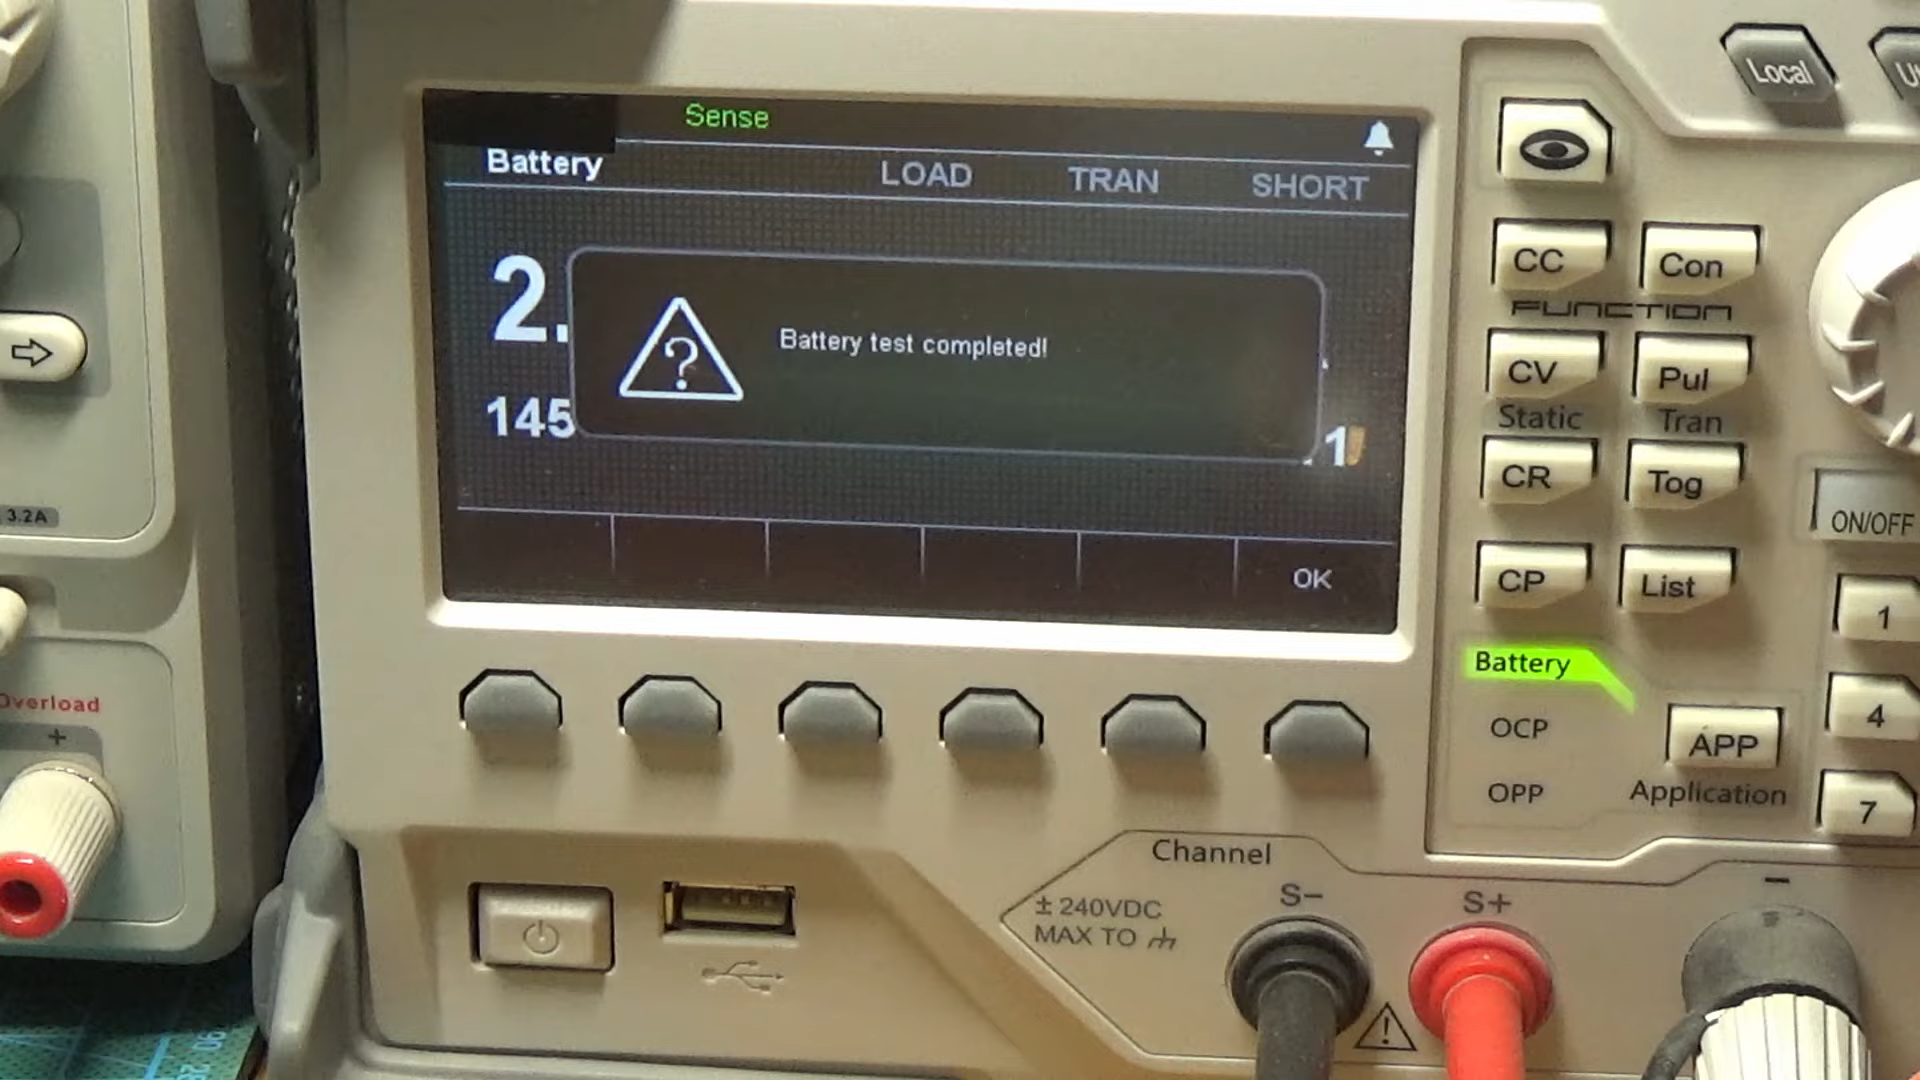 Sense
Battery LOAD TRAN SHORT
2.
?
Battery test completed!
145
1
OK
Local
CC Con
FUNCTION
CV Pul
Static Tran
CR Tog
ON/OFF
CP List
1
Battery
4
OCP APP
OPP Application
7
3.2A
Overload
+
Channel
± 240VDC
MAX TO
S- S+ −
!